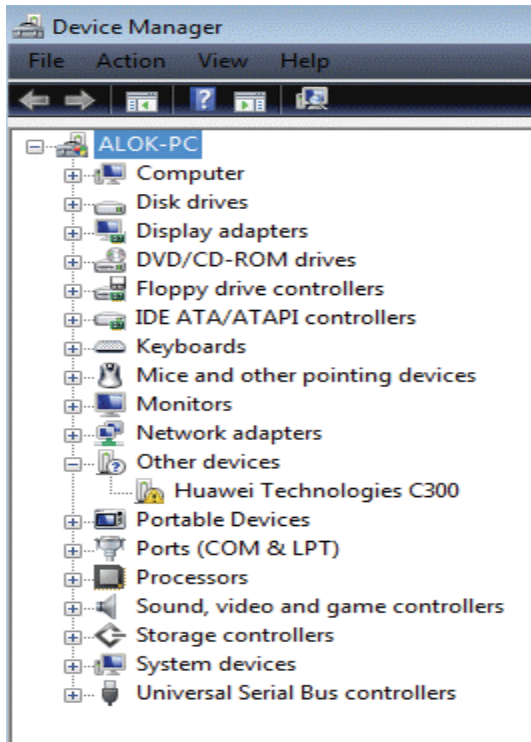 Device Manager
File Action View Help
ALOK-PC
Computer
Disk drives
Display adapters
DVD/CD-ROM drives
Floppy drive controllers
IDE ATA/ATAPI controllers
Keyboards
Mice and other pointing devices
Monitors
Network adapters
Other devices
Huawei Technologies C300
Portable Devices
Ports (COM & LPT)
Processors
Sound, video and game controllers
Storage controllers
System devices
Universal Serial Bus controllers